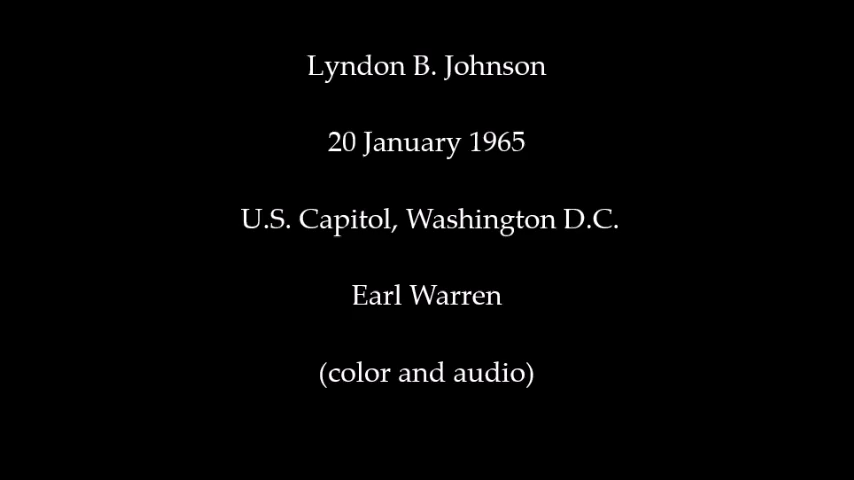 Lyndon B. Johnson
20 January 1965
U.S. Capitol, Washington D.C.
Earl Warren
(color and audio)